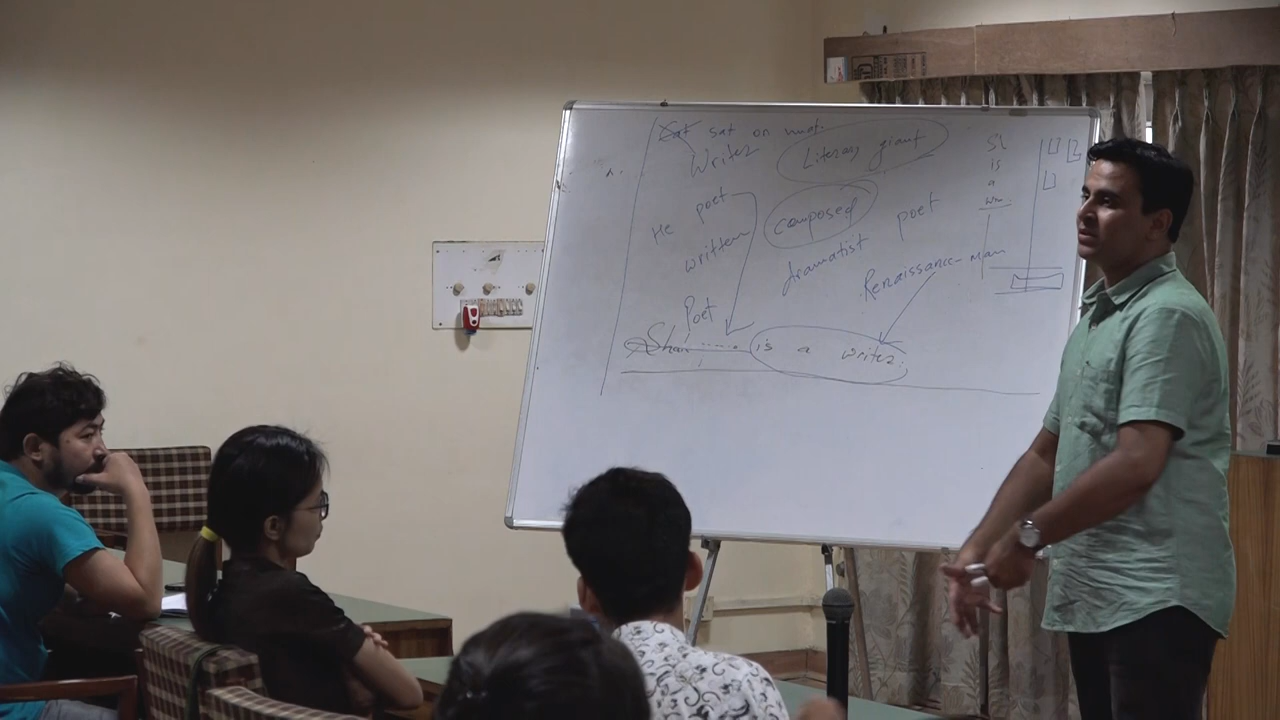 Cat sat on mat.
Writer Literary giant
He poet composed poet
written dramatist
Renaissance-man
Poet
Shak...... is a writer.
Sh
is
a